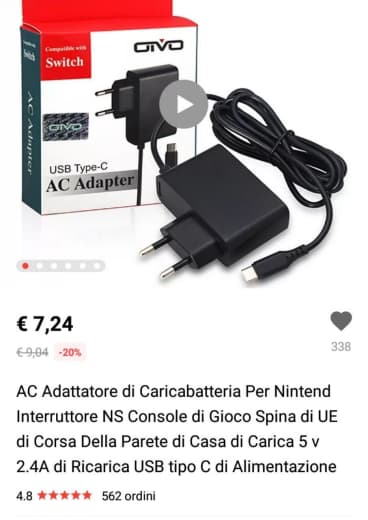 Compatible with
Switch
OIVO
AC Adapter
OIVO
USB Type-C
AC Adapter
€ 7,24
€ 9,04 -20%
338
AC Adattatore di Caricabatteria Per Nintend
Interruttore NS Console di Gioco Spina di UE
di Corsa Della Parete di Casa di Carica 5 v
2.4A di Ricarica USB tipo C di Alimentazione
4.8 ★★★★★ 562 ordini